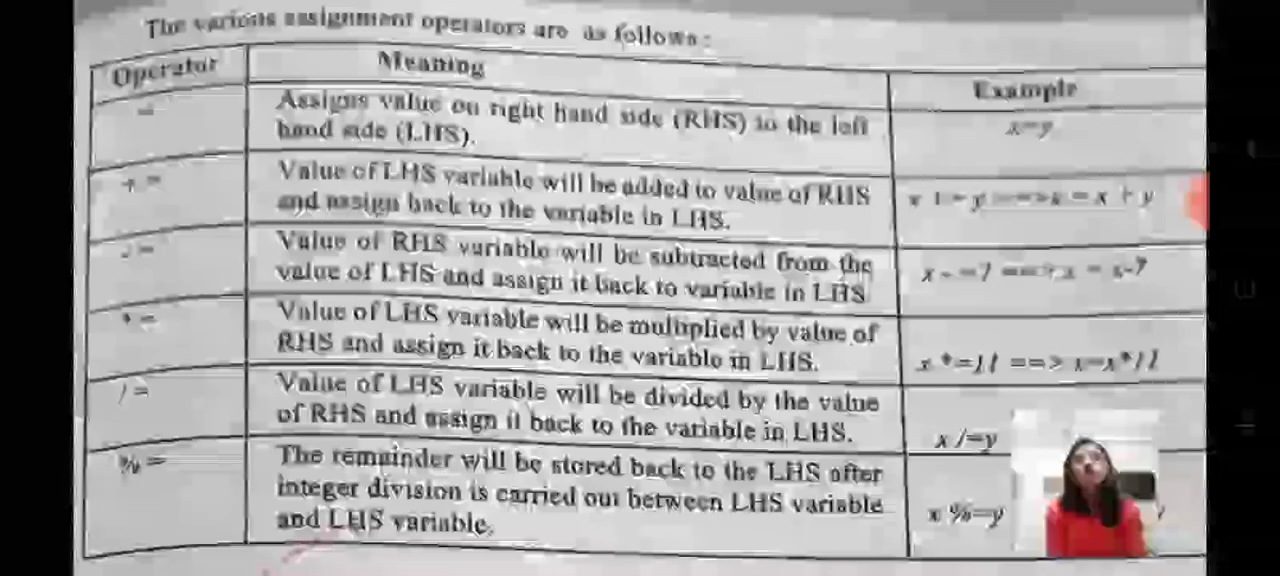 The various assignment operators are as follows:
Operator Meaning Example
= Assigns value on right hand side (RHS) to the left x=y
hand side (LHS).
+ = Value of LHS variable will be added to value of RHS x +=y ==>x = x + y
and assign back to the variable in LHS.
- = Value of RHS variable will be subtracted from the x - =7 ==> x = x-7
value of LHS and assign it back to variable in LHS
* = Value of LHS variable will be multiplied by value of
RHS and assign it back to the variable in LHS. x *=11 ==> x=x*11
/ = Value of LHS variable will be divided by the value
of RHS and assign it back to the variable in LHS. x /=y
% = The remainder will be stored back to the LHS after
integer division is carried out between LHS variable x %=y
and LHS variable.